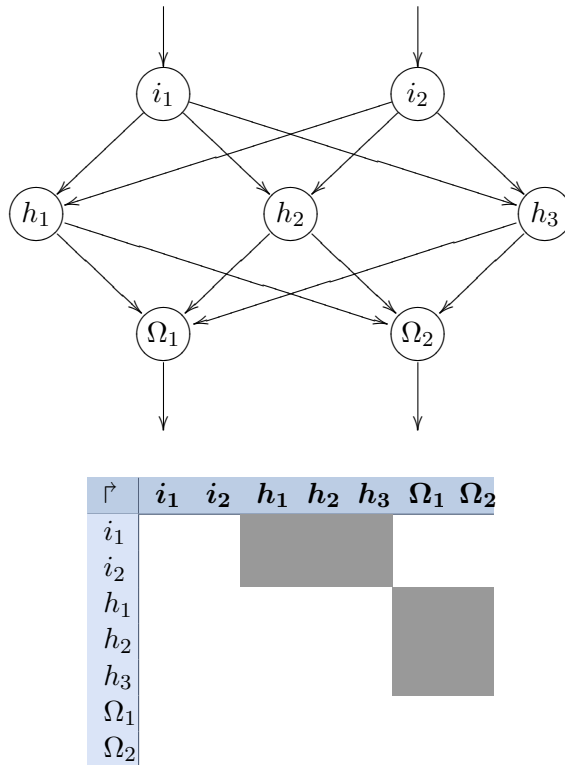 i₁ i₂
h₁ h₂ h₃
Ω₁ Ω₂
↱ i₁ i₂ h₁ h₂ h₃ Ω₁ Ω₂
i₁
i₂
h₁
h₂
h₃
Ω₁
Ω₂